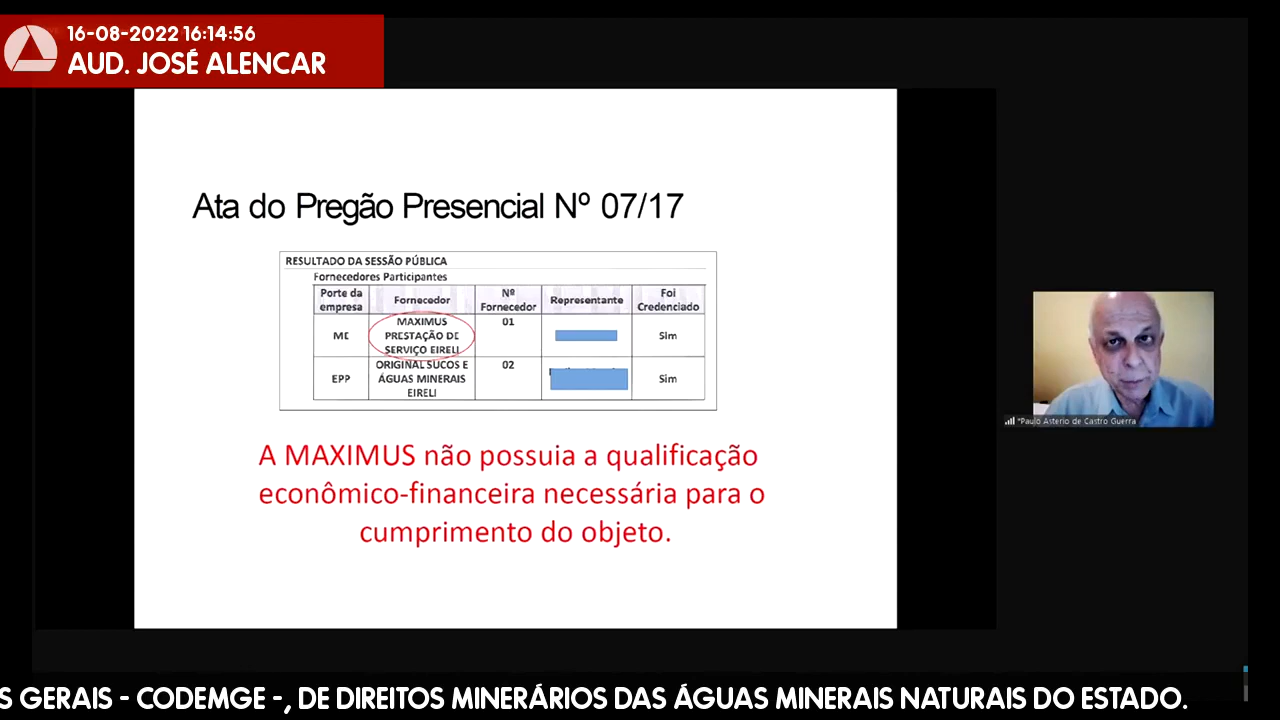 16-08-2022 16:14:56
AUD. JOSÉ ALENCAR
Ata do Pregão Presencial Nº 07/17
RESULTADO DA SESSÃO PÚBLICA
Fornecedores Participantes
Porte da empresa Fornecedor Nº Fornecedor Representante Foi Credenciado
ME MAXIMUS PRESTAÇÃO DE SERVIÇO EIRELI 01 Sim
EPP ORIGINAL SUCOS E ÁGUAS MINERAIS EIRELI 02 Sim
A MAXIMUS não possuia a qualificação
econômico-financeira necessária para o
cumprimento do objeto.
*Paulo Asterio de Castro Guerra
S GERAIS - CODEMGE -, DE DIREITOS MINERÁRIOS DAS ÁGUAS MINERAIS NATURAIS DO ESTADO.